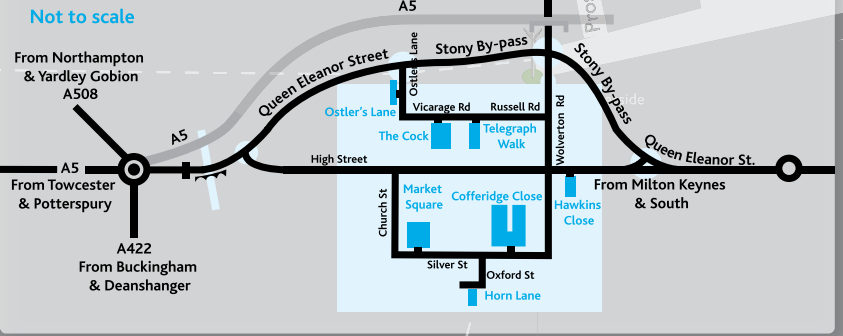 A5
Not to scale
Stony By-pass
Stony By-pass
From Northampton
& Yardley Gobion
A508
Queen Eleanor Street
Ostlers Lane
Ostler's Lane
Vicarage Rd
Russell Rd
Wolverton Rd
side
The Cock
Telegraph
Walk
A5
Queen Eleanor St.
High Street
A5
From Towcester
& Potterspury
From Milton Keynes
& South
Market
Square
Coffer­idge Close
Hawkins
Close
Church St
A422
From Buckingham
& Deanshanger
Silver St
Oxford St
Horn Lane